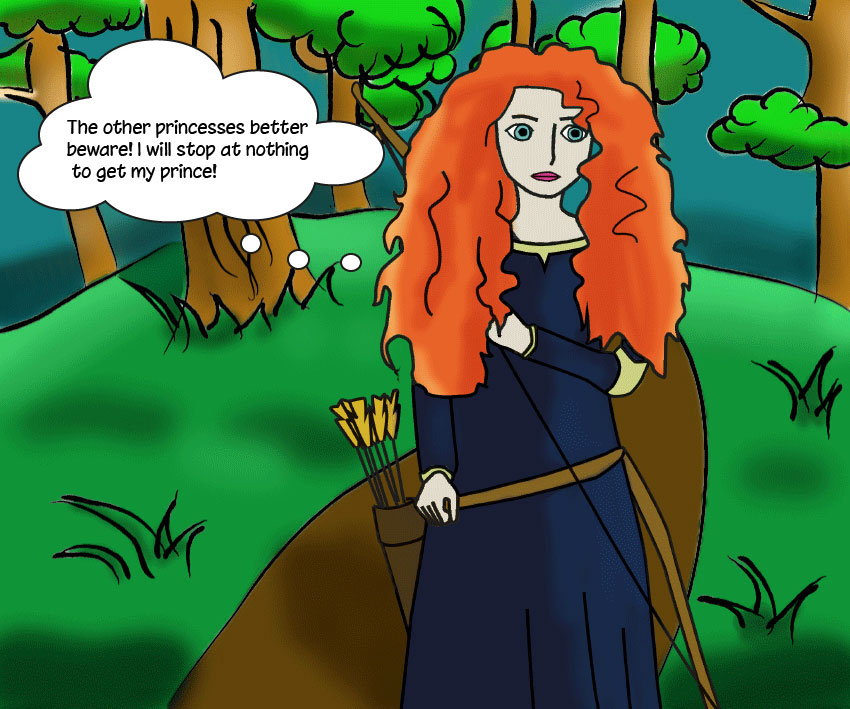 The other princesses better
beware! I will stop at nothing
to get my prince!